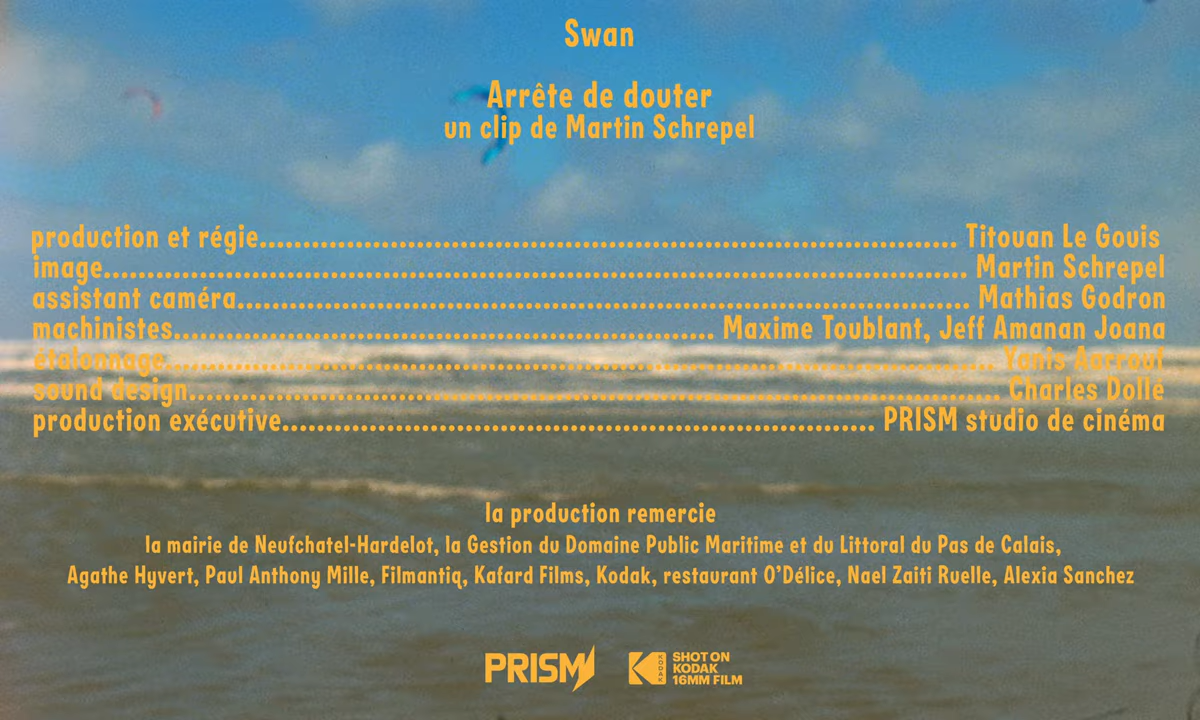 Swan
Arrête de douter
un clip de Martin Schrepel
production et régie.................................................................................. Titouan Le Gouis
image..................................................................................................... Martin Schrepel
assistant caméra...................................................................................... Mathias Godron
machinistes............................................................... Maxime Toublant, Jeff Amanan Joana
étalonnage................................................................................................. Yanis Aarrouf
sound design............................................................................................... Charles Dollé
production exécutive..................................................................... PRISM studio de cinéma
la production remercie
la mairie de Neufchatel-Hardelot, la Gestion du Domaine Public Maritime et du Littoral du Pas de Calais,
Agathe Hyvert, Paul Anthony Mille, Filmantiq, Kafard Films, Kodak, restaurant O'Délice, Nael Zaiti Ruelle, Alexia Sanchez
PRISM
KODAK
SHOT ON
KODAK
16MM FILM